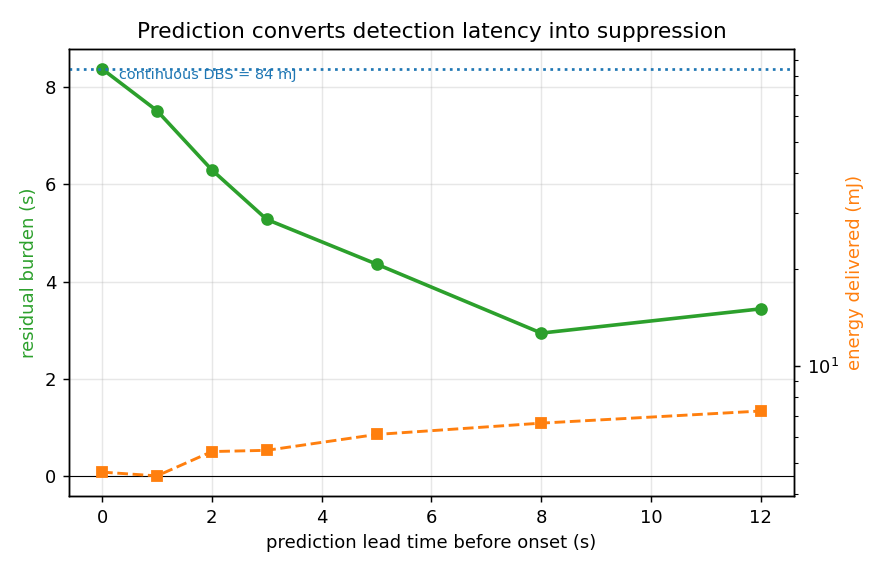 Prediction converts detection latency into suppression
continuous DBS = 84 mJ
residual burden (s)
8
6
4
2
0
energy delivered (mJ)
10¹
0 2 4 6 8 10 12
prediction lead time before onset (s)